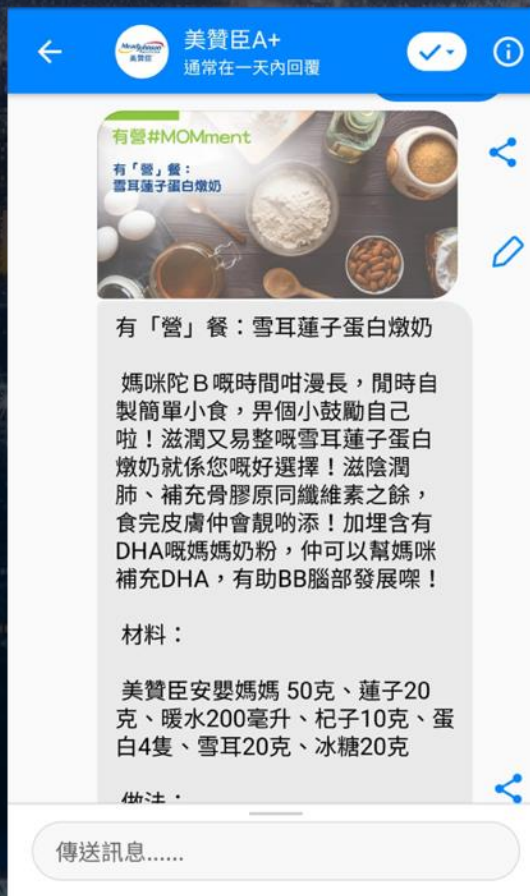 美贊臣A+
通常在一天內回覆
MeadJohnson
美贊臣
有營#MOMment
有「營」餐：
雪耳蓮子蛋白燉奶
有「營」餐：雪耳蓮子蛋白燉奶
媽咪陀Ｂ嘅時間咁漫長，閒時自
製簡單小食，畀個小鼓勵自己
啦！滋潤又易整嘅雪耳蓮子蛋白
燉奶就係您嘅好選擇！滋陰潤
肺、補充骨膠原同纖維素之餘，
食完皮膚仲會靚啲添！加埋含有
DHA嘅媽媽奶粉，仲可以幫媽咪
補充DHA，有助BB腦部發展㗎！
材料：
美贊臣安嬰媽媽 50克、蓮子20
克、暖水200毫升、杞子10克、蛋
白4隻、雪耳20克、冰糖20克
做法：
傳送訊息......